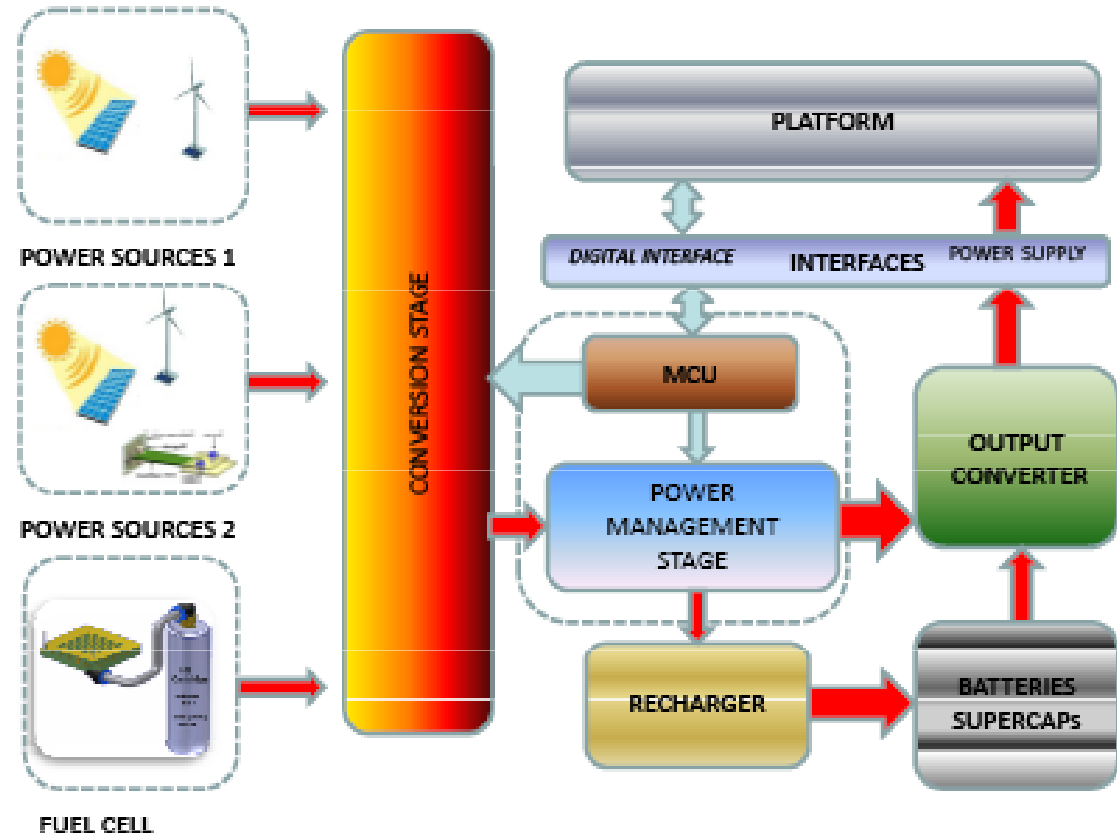 POWER SOURCES 1
POWER SOURCES 2
FUEL CELL
CONVERSION STAGE
PLATFORM
DIGITAL INTERFACE
INTERFACES
POWER SUPPLY
MCU
POWER
MANAGEMENT
STAGE
OUTPUT
CONVERTER
RECHARGER
BATTERIES
SUPERCAPs